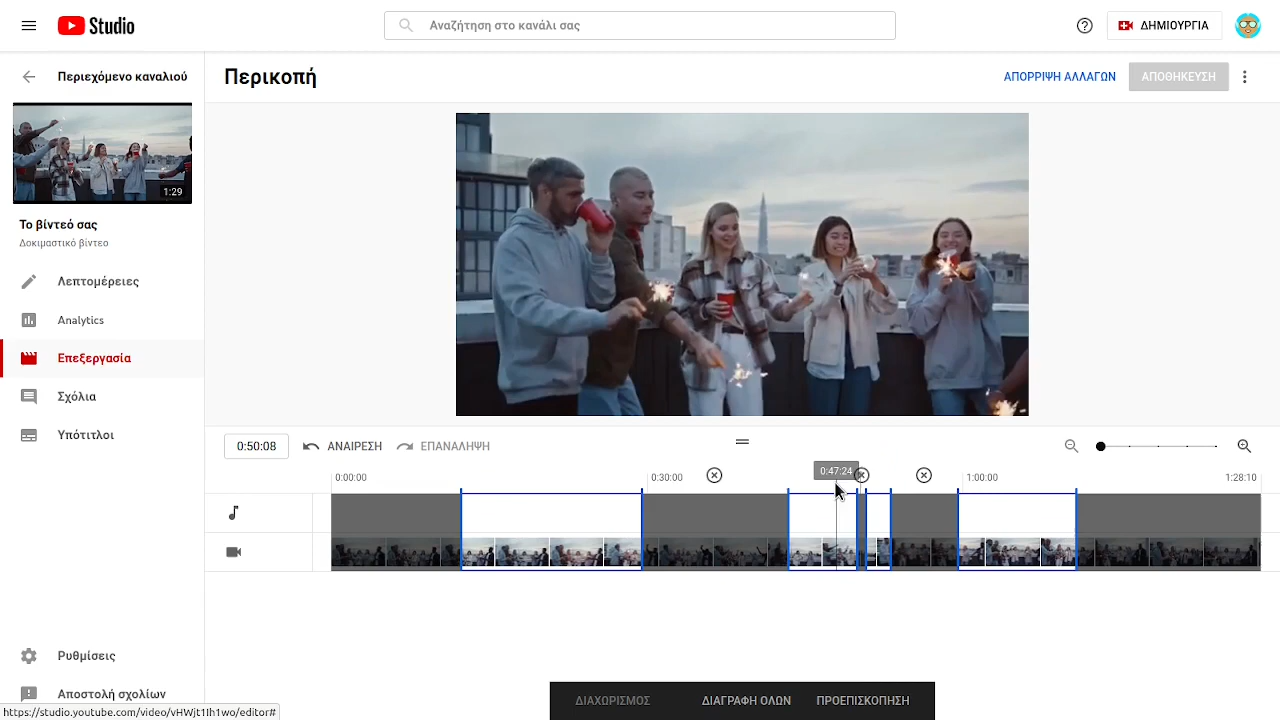 Studio
Αναζήτηση στο κανάλι σας
ΔΗΜΙΟΥΡΓΙΑ
Περιεχόμενο καναλιού
Περικοπή
ΑΠΟΡΡΙΨΗ ΑΛΛΑΓΩΝ
ΑΠΟΘΗΚΕΥΣΗ
1:29
Το βίντεό σας
Δοκιμαστικό βίντεο
Λεπτομέρειες
Analytics
Επεξεργασία
Σχόλια
Υπότιτλοι
0:50:08
ΑΝΑΙΡΕΣΗ
ΕΠΑΝΑΛΗΨΗ
0:47:24
0:00:00
0:30:00
1:00:00
1:28:10
Ρυθμίσεις
Αποστολή σχολίων
ΔΙΑΧΩΡΙΣΜΟΣ
ΔΙΑΓΡΑΦΗ ΟΛΩΝ
ΠΡΟΕΠΙΣΚΟΠΗΣΗ
https://studio.youtube.com/video/vHWjt1lh1wo/editor#